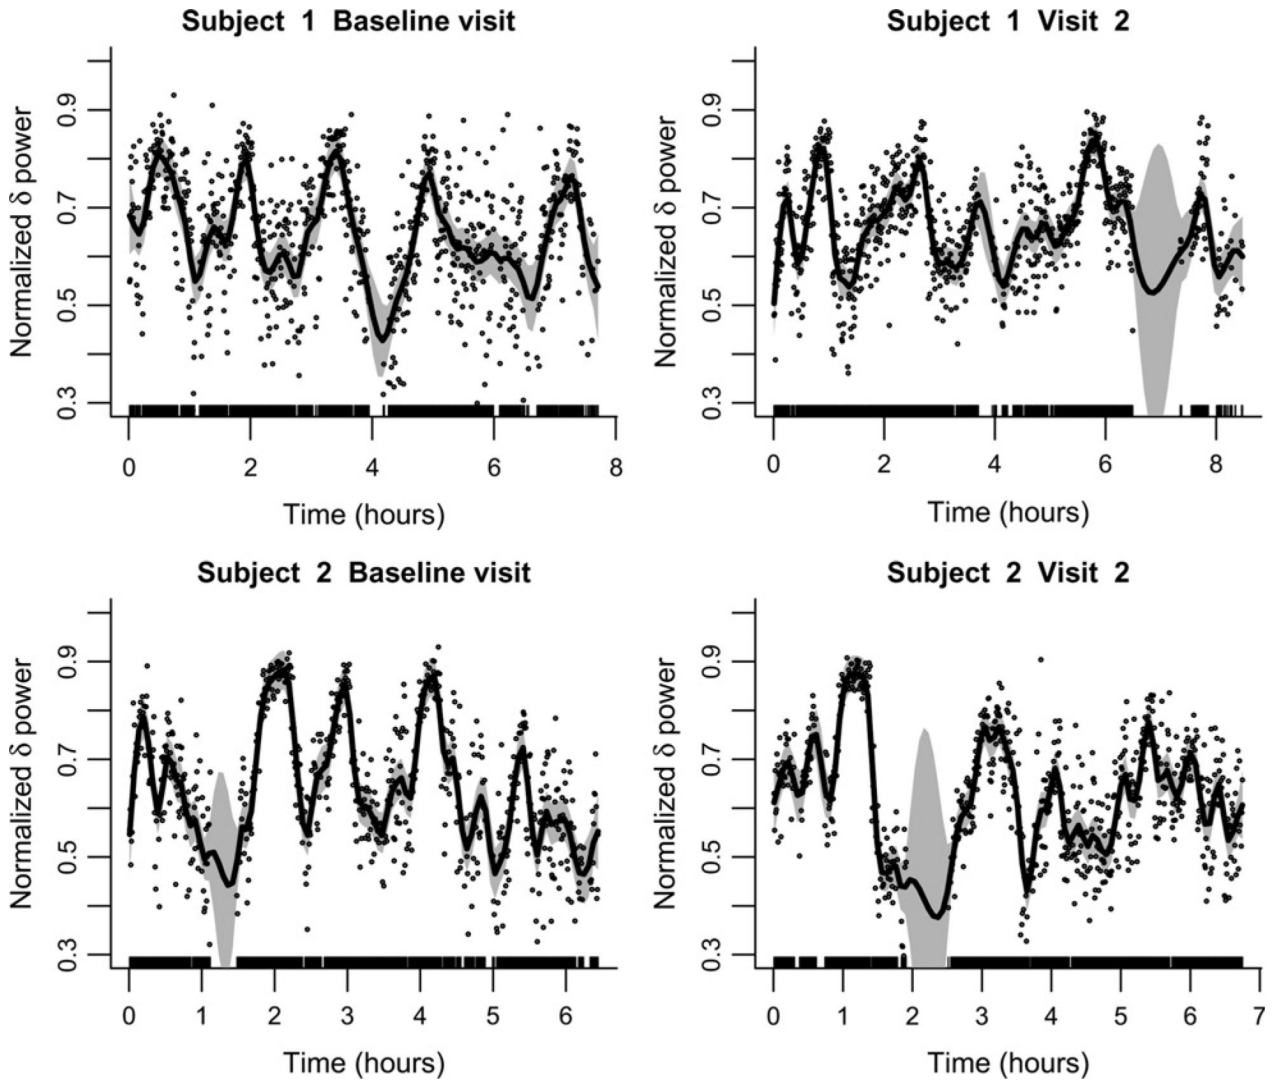 Subject 1 Baseline visit
Normalized δ power
0.9
0.7
0.5
0.3
0 2 4 6 8
Time (hours)
Subject 1 Visit 2
Normalized δ power
0.9
0.7
0.5
0.3
0 2 4 6 8
Time (hours)
Subject 2 Baseline visit
Normalized δ power
0.9
0.7
0.5
0.3
0 1 2 3 4 5 6
Time (hours)
Subject 2 Visit 2
Normalized δ power
0.9
0.7
0.5
0.3
0 1 2 3 4 5 6 7
Time (hours)